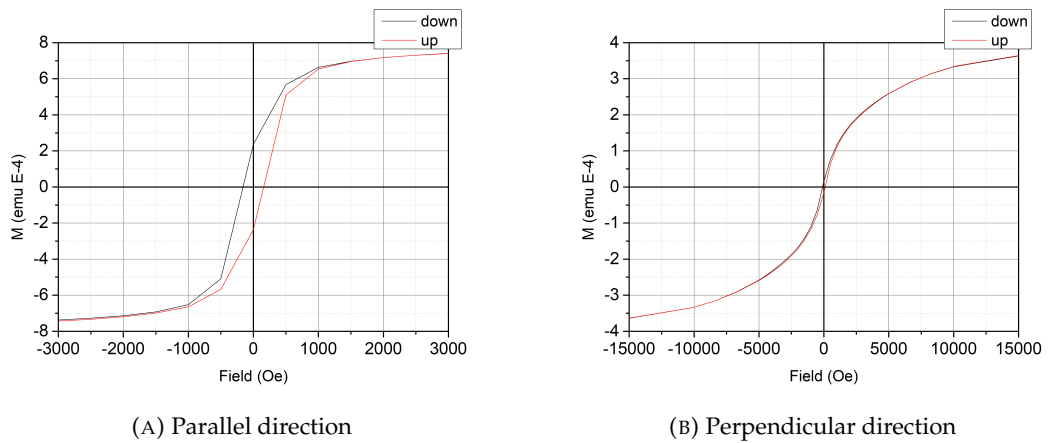 down
up
8
6
4
2
0
-2
-4
-6
-8
M (emu E-4)
-3000 -2000 -1000 0 1000 2000 3000
Field (Oe)
(A) Parallel direction
down
up
4
3
2
1
0
-1
-2
-3
-4
M (emu E-4)
-15000 -10000 -5000 0 5000 10000 15000
Field (Oe)
(B) Perpendicular direction